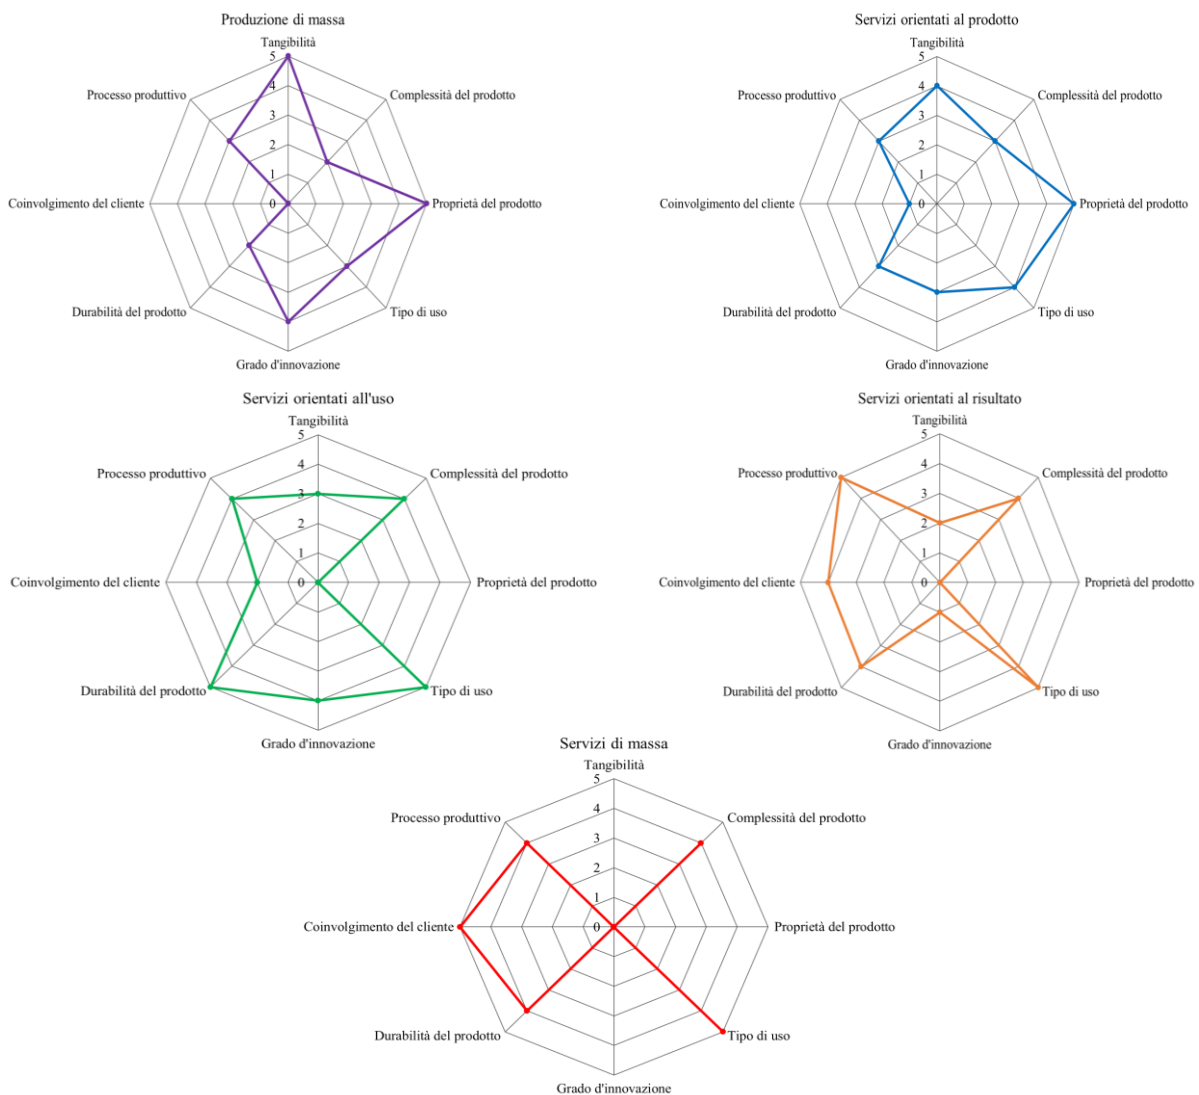 Produzione di massa
Tangibilità
5
4
3
2
1
0
Complessità del prodotto
Proprietà del prodotto
Tipo di uso
Grado d'innovazione
Durabilità del prodotto
Coinvolgimento del cliente
Processo produttivo
Servizi orientati al prodotto
Tangibilità
5
4
3
2
1
0
Complessità del prodotto
Proprietà del prodotto
Tipo di uso
Grado d'innovazione
Durabilità del prodotto
Coinvolgimento del cliente
Processo produttivo
Servizi orientati all'uso
Tangibilità
5
4
3
2
1
0
Complessità del prodotto
Proprietà del prodotto
Tipo di uso
Grado d'innovazione
Durabilità del prodotto
Coinvolgimento del cliente
Processo produttivo
Servizi orientati al risultato
Tangibilità
5
4
3
2
1
0
Complessità del prodotto
Proprietà del prodotto
Tipo di uso
Grado d'innovazione
Durabilità del prodotto
Coinvolgimento del cliente
Processo produttivo
Servizi di massa
Tangibilità
5
4
3
2
1
0
Complessità del prodotto
Proprietà del prodotto
Tipo di uso
Grado d'innovazione
Durabilità del prodotto
Coinvolgimento del cliente
Processo produttivo